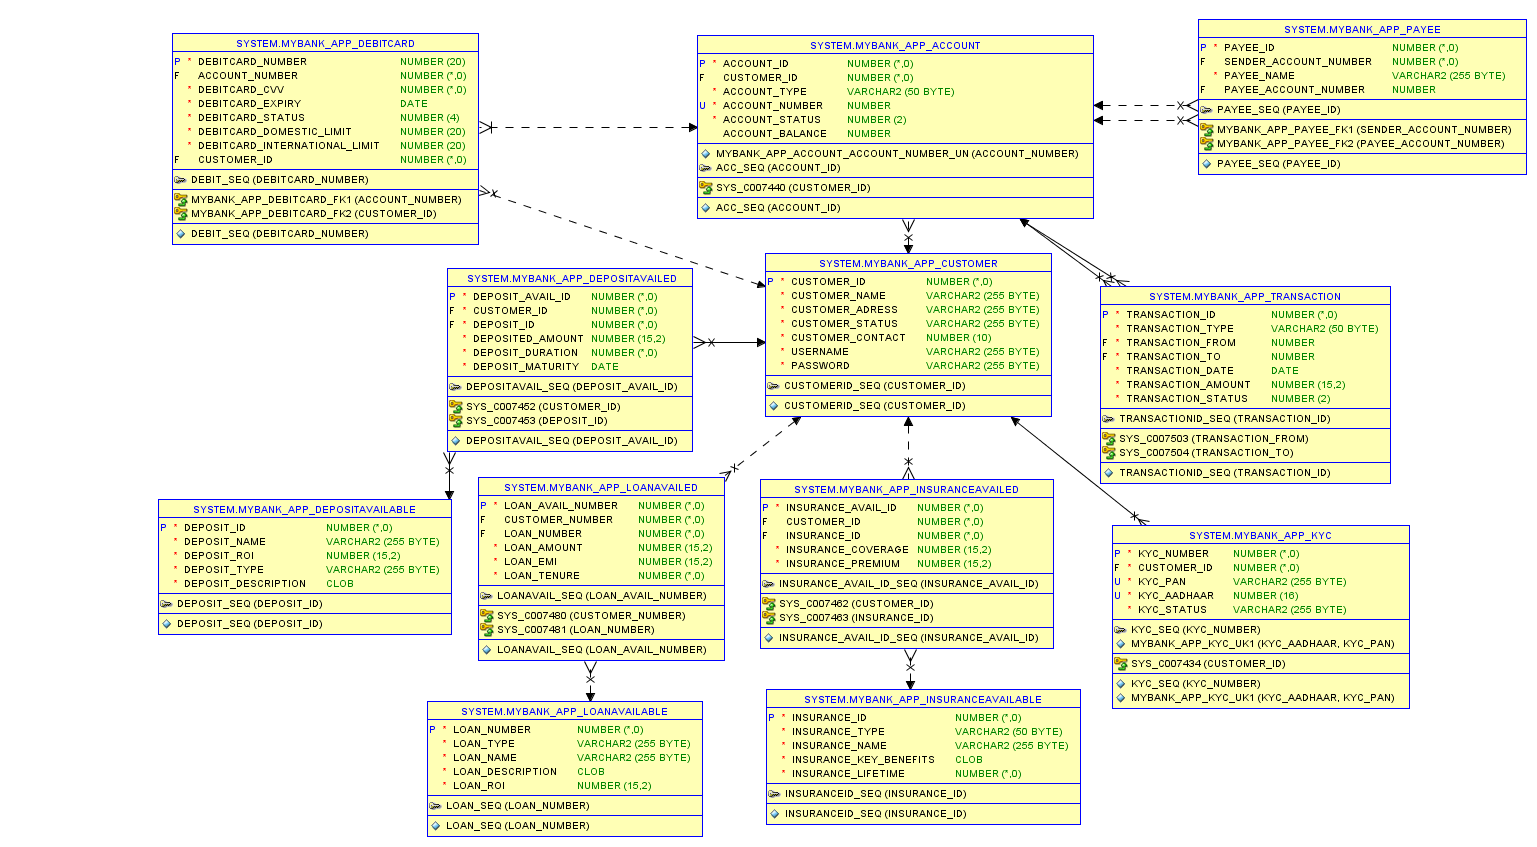 SYSTEM.MYBANK_APP_DEBITCARD
P * DEBITCARD_NUMBER NUMBER (20)
F ACCOUNT_NUMBER NUMBER (*,0)
* DEBITCARD_CVV NUMBER (*,0)
* DEBITCARD_EXPIRY DATE
* DEBITCARD_STATUS NUMBER (4)
* DEBITCARD_DOMESTIC_LIMIT NUMBER (20)
* DEBITCARD_INTERNATIONAL_LIMIT NUMBER (20)
F CUSTOMER_ID NUMBER (*,0)
DEBIT_SEQ (DEBITCARD_NUMBER)
MYBANK_APP_DEBITCARD_FK1 (ACCOUNT_NUMBER)
MYBANK_APP_DEBITCARD_FK2 (CUSTOMER_ID)
DEBIT_SEQ (DEBITCARD_NUMBER)
SYSTEM.MYBANK_APP_ACCOUNT
P * ACCOUNT_ID NUMBER (*,0)
F CUSTOMER_ID NUMBER (*,0)
* ACCOUNT_TYPE VARCHAR2 (50 BYTE)
U * ACCOUNT_NUMBER NUMBER
* ACCOUNT_STATUS NUMBER (2)
ACCOUNT_BALANCE NUMBER
MYBANK_APP_ACCOUNT_ACCOUNT_NUMBER_UN (ACCOUNT_NUMBER)
ACC_SEQ (ACCOUNT_ID)
SYS_C007440 (CUSTOMER_ID)
ACC_SEQ (ACCOUNT_ID)
SYSTEM.MYBANK_APP_PAYEE
P * PAYEE_ID NUMBER (*,0)
F SENDER_ACCOUNT_NUMBER NUMBER (*,0)
* PAYEE_NAME VARCHAR2 (255 BYTE)
F PAYEE_ACCOUNT_NUMBER NUMBER
PAYEE_SEQ (PAYEE_ID)
MYBANK_APP_PAYEE_FK1 (SENDER_ACCOUNT_NUMBER)
MYBANK_APP_PAYEE_FK2 (PAYEE_ACCOUNT_NUMBER)
PAYEE_SEQ (PAYEE_ID)
SYSTEM.MYBANK_APP_DEPOSITAVAILED
P * DEPOSIT_AVAIL_ID NUMBER (*,0)
F * CUSTOMER_ID NUMBER (*,0)
F * DEPOSIT_ID NUMBER (*,0)
* DEPOSITED_AMOUNT NUMBER (15,2)
* DEPOSIT_DURATION NUMBER (*,0)
* DEPOSIT_MATURITY DATE
DEPOSITAVAIL_SEQ (DEPOSIT_AVAIL_ID)
SYS_C007452 (CUSTOMER_ID)
SYS_C007453 (DEPOSIT_ID)
DEPOSITAVAIL_SEQ (DEPOSIT_AVAIL_ID)
SYSTEM.MYBANK_APP_CUSTOMER
P * CUSTOMER_ID NUMBER (*,0)
* CUSTOMER_NAME VARCHAR2 (255 BYTE)
* CUSTOMER_ADRESS VARCHAR2 (255 BYTE)
* CUSTOMER_STATUS VARCHAR2 (255 BYTE)
* CUSTOMER_CONTACT NUMBER (10)
* USERNAME VARCHAR2 (255 BYTE)
* PASSWORD VARCHAR2 (255 BYTE)
CUSTOMERID_SEQ (CUSTOMER_ID)
CUSTOMERID_SEQ (CUSTOMER_ID)
SYSTEM.MYBANK_APP_TRANSACTION
P * TRANSACTION_ID NUMBER (*,0)
* TRANSACTION_TYPE VARCHAR2 (50 BYTE)
F * TRANSACTION_FROM NUMBER
F * TRANSACTION_TO NUMBER
* TRANSACTION_DATE DATE
* TRANSACTION_AMOUNT NUMBER (15,2)
* TRANSACTION_STATUS NUMBER (2)
TRANSACTIONID_SEQ (TRANSACTION_ID)
SYS_C007503 (TRANSACTION_FROM)
SYS_C007504 (TRANSACTION_TO)
TRANSACTIONID_SEQ (TRANSACTION_ID)
SYSTEM.MYBANK_APP_DEPOSITAVAILABLE
P * DEPOSIT_ID NUMBER (*,0)
* DEPOSIT_NAME VARCHAR2 (255 BYTE)
* DEPOSIT_ROI NUMBER (15,2)
* DEPOSIT_TYPE VARCHAR2 (255 BYTE)
* DEPOSIT_DESCRIPTION CLOB
DEPOSIT_SEQ (DEPOSIT_ID)
DEPOSIT_SEQ (DEPOSIT_ID)
SYSTEM.MYBANK_APP_LOANAVAILED
P * LOAN_AVAIL_NUMBER NUMBER (*,0)
F CUSTOMER_NUMBER NUMBER (*,0)
F LOAN_NUMBER NUMBER (*,0)
* LOAN_AMOUNT NUMBER (15,2)
* LOAN_EMI NUMBER (15,2)
* LOAN_TENURE NUMBER (*,0)
LOANAVAIL_SEQ (LOAN_AVAIL_NUMBER)
SYS_C007480 (CUSTOMER_NUMBER)
SYS_C007481 (LOAN_NUMBER)
LOANAVAIL_SEQ (LOAN_AVAIL_NUMBER)
SYSTEM.MYBANK_APP_INSURANCEAVAILED
P * INSURANCE_AVAIL_ID NUMBER (*,0)
F CUSTOMER_ID NUMBER (*,0)
F INSURANCE_ID NUMBER (*,0)
* INSURANCE_COVERAGE NUMBER (15,2)
* INSURANCE_PREMIUM NUMBER (15,2)
INSURANCE_AVAIL_ID_SEQ (INSURANCE_AVAIL_ID)
SYS_C007462 (CUSTOMER_ID)
SYS_C007463 (INSURANCE_ID)
INSURANCE_AVAIL_ID_SEQ (INSURANCE_AVAIL_ID)
SYSTEM.MYBANK_APP_KYC
P * KYC_NUMBER NUMBER (*,0)
F * CUSTOMER_ID NUMBER (*,0)
U * KYC_PAN VARCHAR2 (255 BYTE)
U * KYC_AADHAAR NUMBER (16)
* KYC_STATUS VARCHAR2 (255 BYTE)
KYC_SEQ (KYC_NUMBER)
MYBANK_APP_KYC_UK1 (KYC_AADHAAR, KYC_PAN)
SYS_C007434 (CUSTOMER_ID)
KYC_SEQ (KYC_NUMBER)
MYBANK_APP_KYC_UK1 (KYC_AADHAAR, KYC_PAN)
SYSTEM.MYBANK_APP_LOANAVAILABLE
P * LOAN_NUMBER NUMBER (*,0)
* LOAN_TYPE VARCHAR2 (255 BYTE)
* LOAN_NAME VARCHAR2 (255 BYTE)
* LOAN_DESCRIPTION CLOB
* LOAN_ROI NUMBER (15,2)
LOAN_SEQ (LOAN_NUMBER)
LOAN_SEQ (LOAN_NUMBER)
SYSTEM.MYBANK_APP_INSURANCEAVAILABLE
P * INSURANCE_ID NUMBER (*,0)
* INSURANCE_TYPE VARCHAR2 (50 BYTE)
* INSURANCE_NAME VARCHAR2 (255 BYTE)
* INSURANCE_KEY_BENEFITS CLOB
* INSURANCE_LIFETIME NUMBER (*,0)
INSURANCEID_SEQ (INSURANCE_ID)
INSURANCEID_SEQ (INSURANCE_ID)